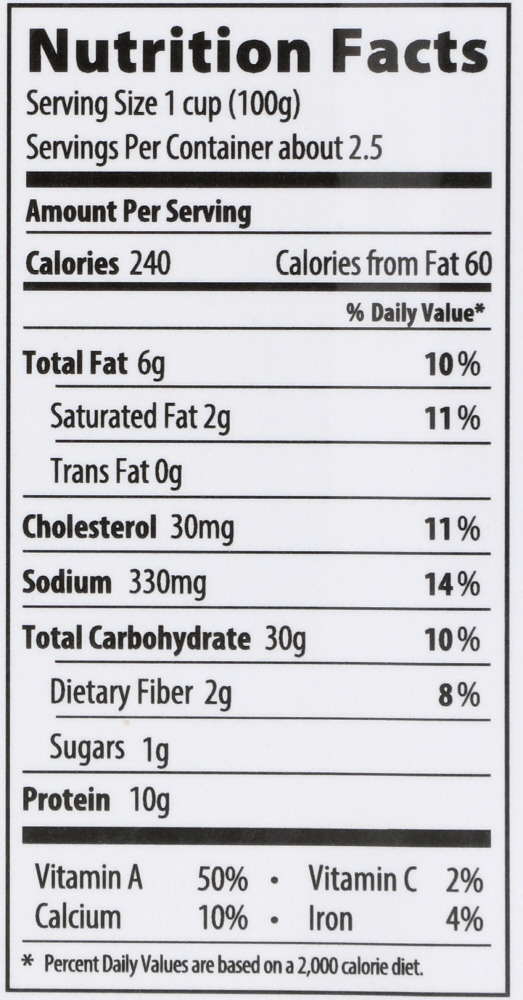 Nutrition Facts
Serving Size 1 cup (100g)
Servings Per Container about 2.5
Amount Per Serving
Calories 240 Calories from Fat 60
% Daily Value*
Total Fat 6g 10%
Saturated Fat 2g 11%
Trans Fat 0g
Cholesterol 30mg 11%
Sodium 330mg 14%
Total Carbohydrate 30g 10%
Dietary Fiber 2g 8%
Sugars 1g
Protein 10g
Vitamin A 50% • Vitamin C 2%
Calcium 10% • Iron 4%
* Percent Daily Values are based on a 2,000 calorie diet.